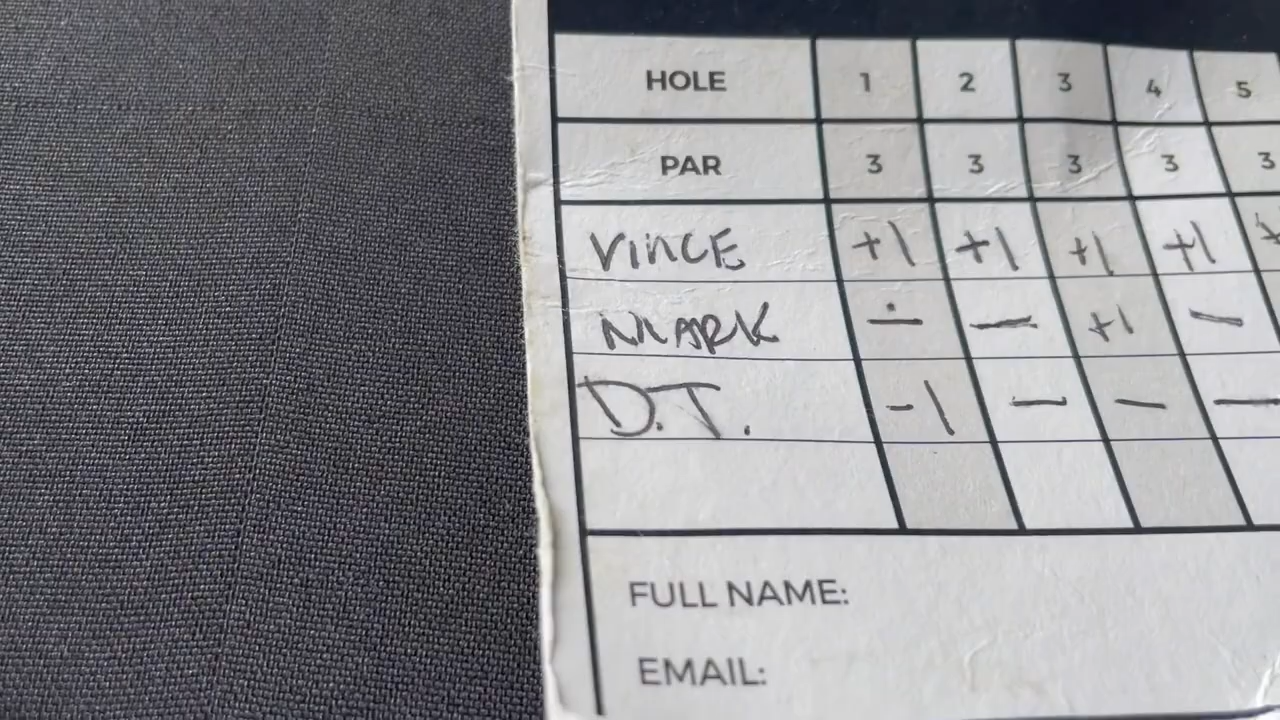 HOLE 1 2 3 4 5
PAR 3 3 3 3 3
VINCE +1 +1 +1 +1
MARK — — +1 —
D.T. -1 — — —
FULL NAME:
EMAIL: